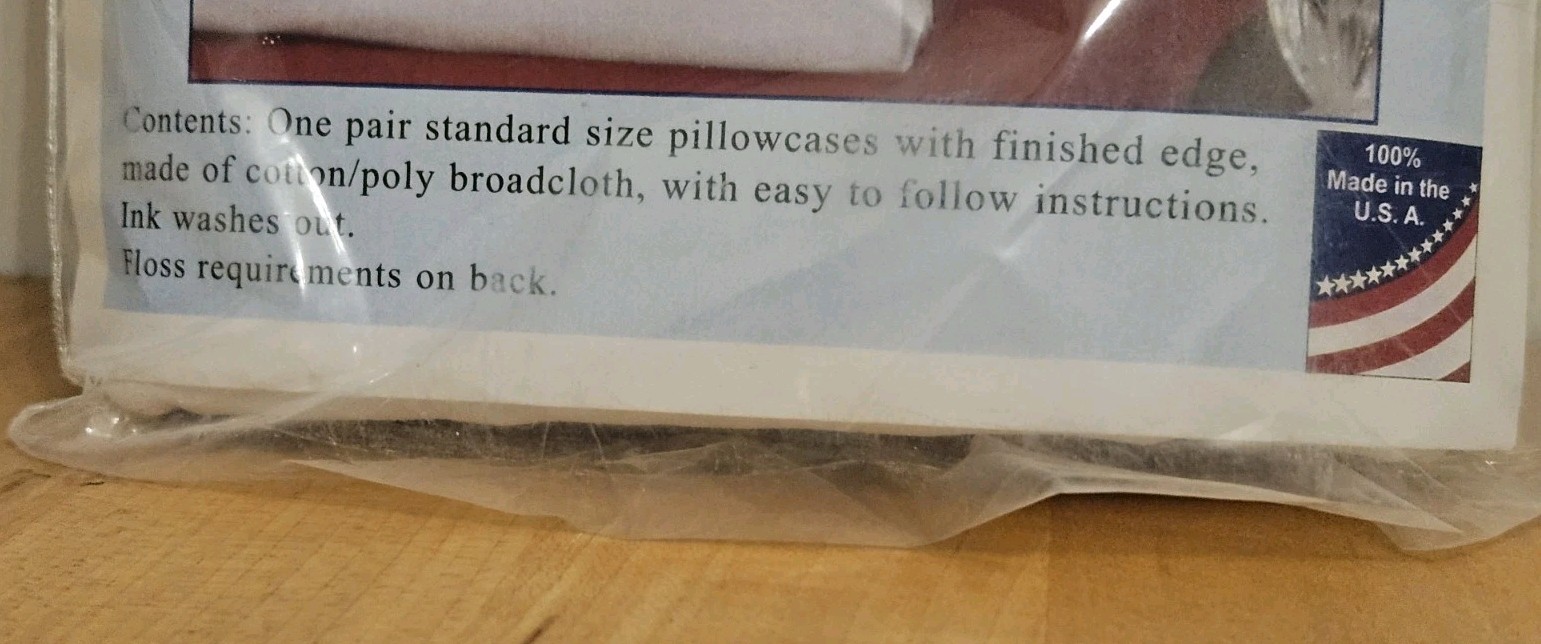 Contents: One pair standard size pillowcases with finished edge,
made of cotton/poly broadcloth, with easy to follow instructions.
Ink washes out.
Floss requirements on back.
100%
Made in the
U.S.A.